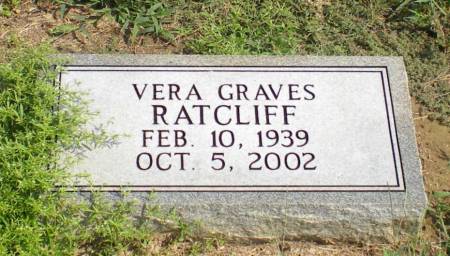 VERA GRAVES
RATCLIFF
FEB. 10, 1939
OCT. 5, 2002